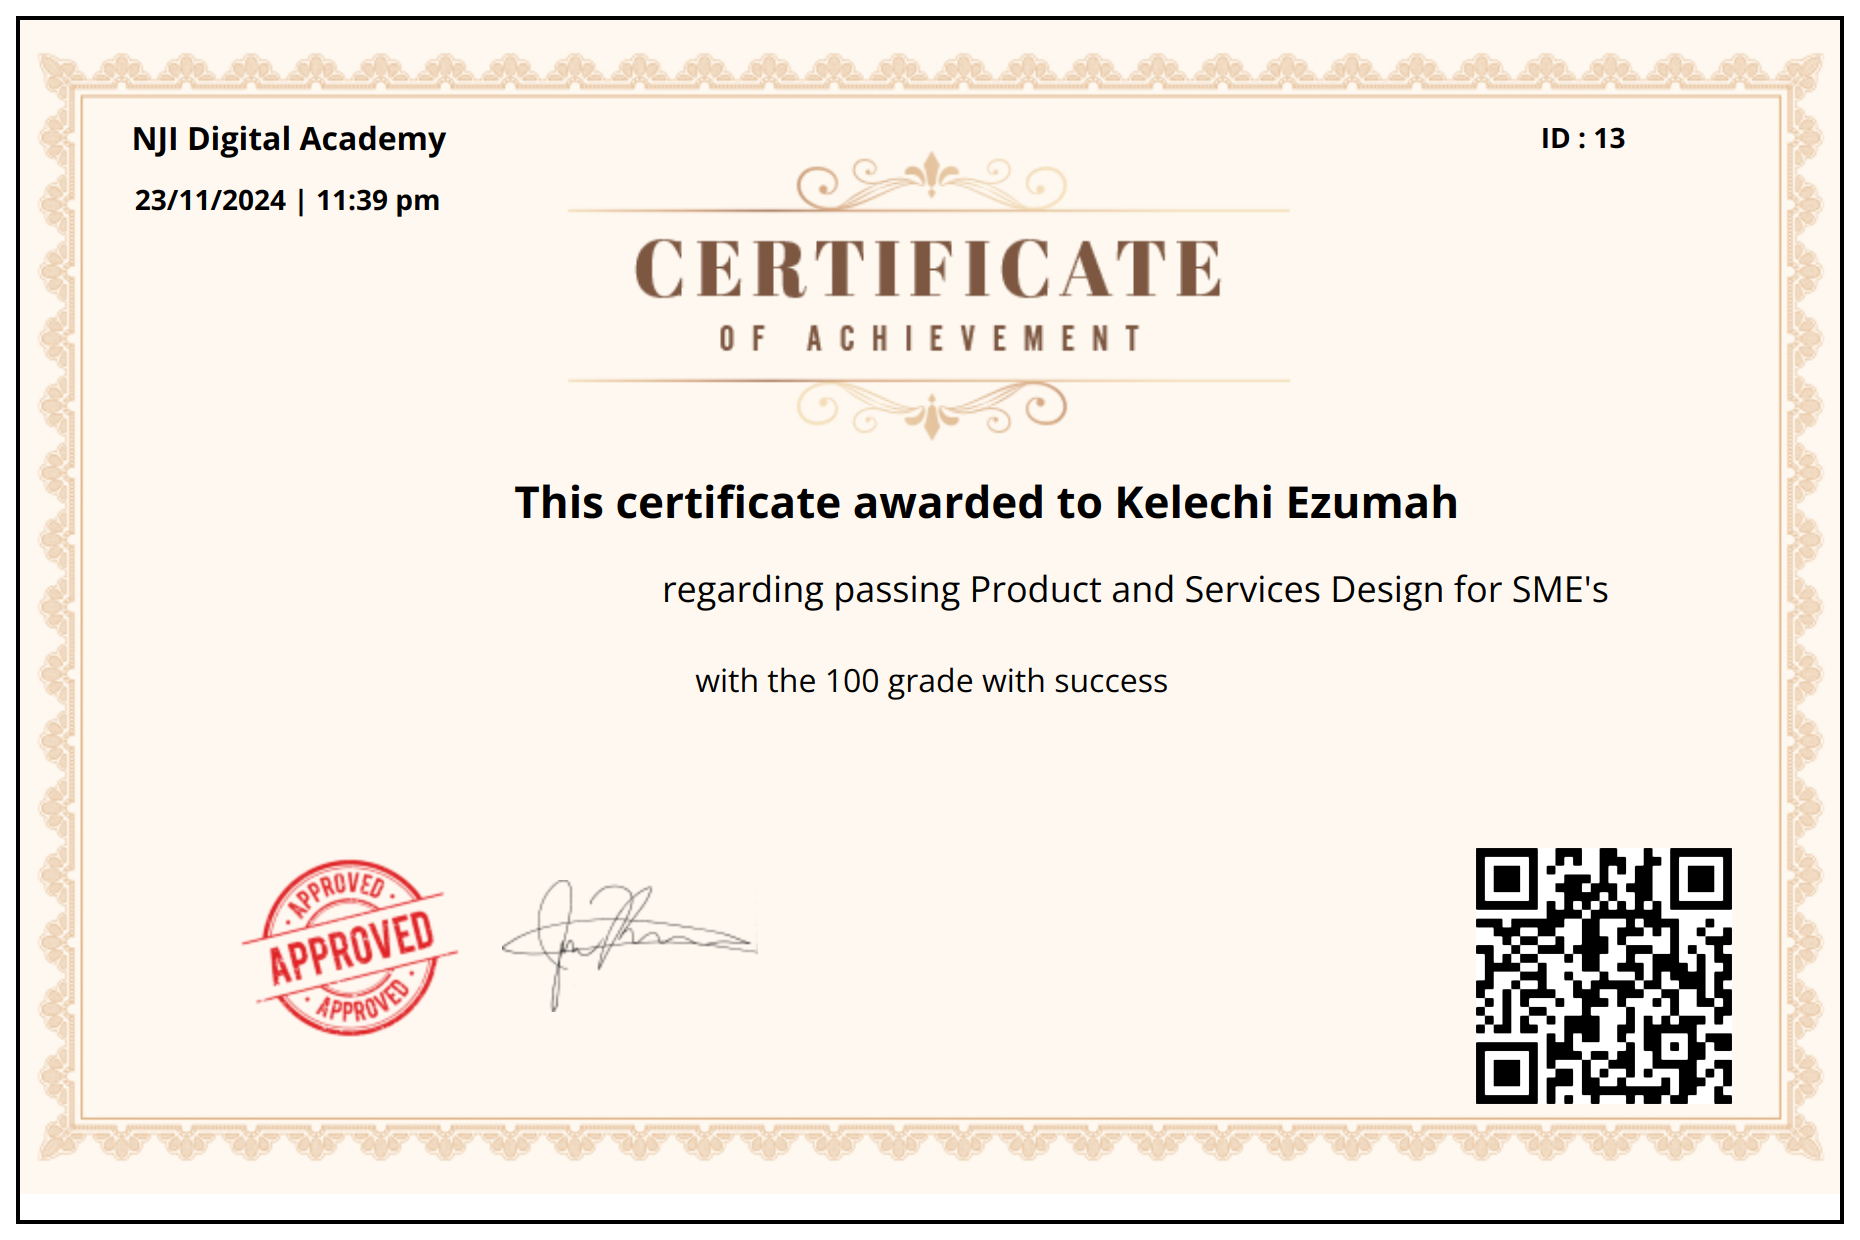 NJI Digital Academy
ID : 13
23/11/2024 | 11:39 pm
CERTIFICATE
OF ACHIEVEMENT
This certificate awarded to Kelechi Ezumah
regarding passing Product and Services Design for SME's
with the 100 grade with success
APPROVED
APPROVED
APPROVED